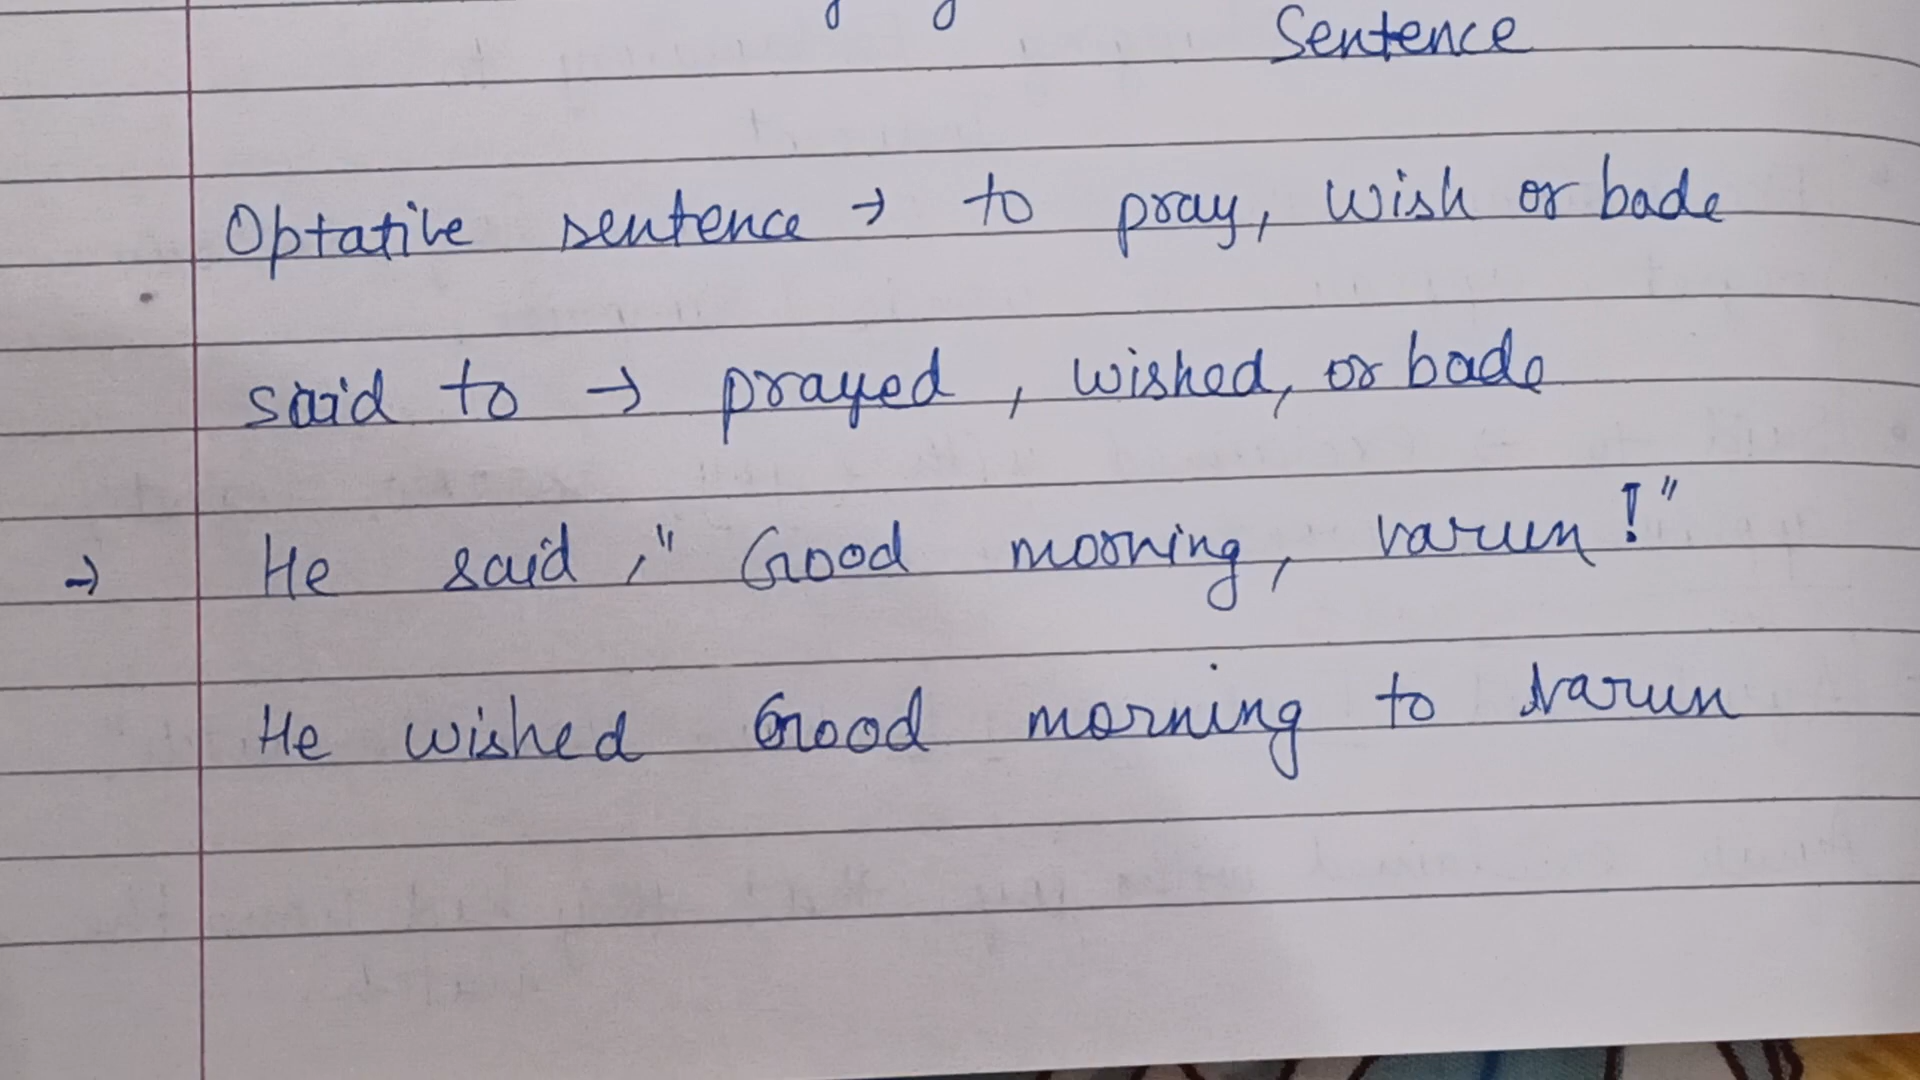 Sentence
Optative sentence → to pray, wish or bade
said to → prayed, wished, or bade
→ He said, " Good morning, varun!"
He wished Good morning to Varun